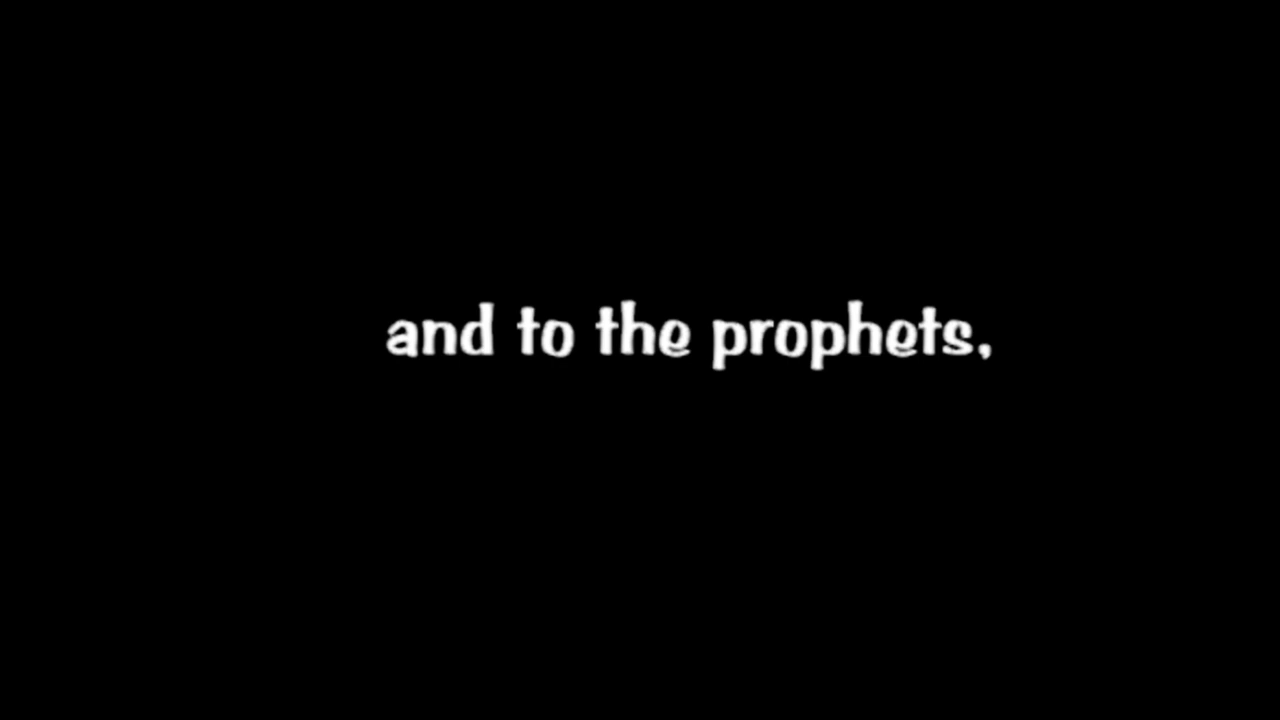 and to the prophets,